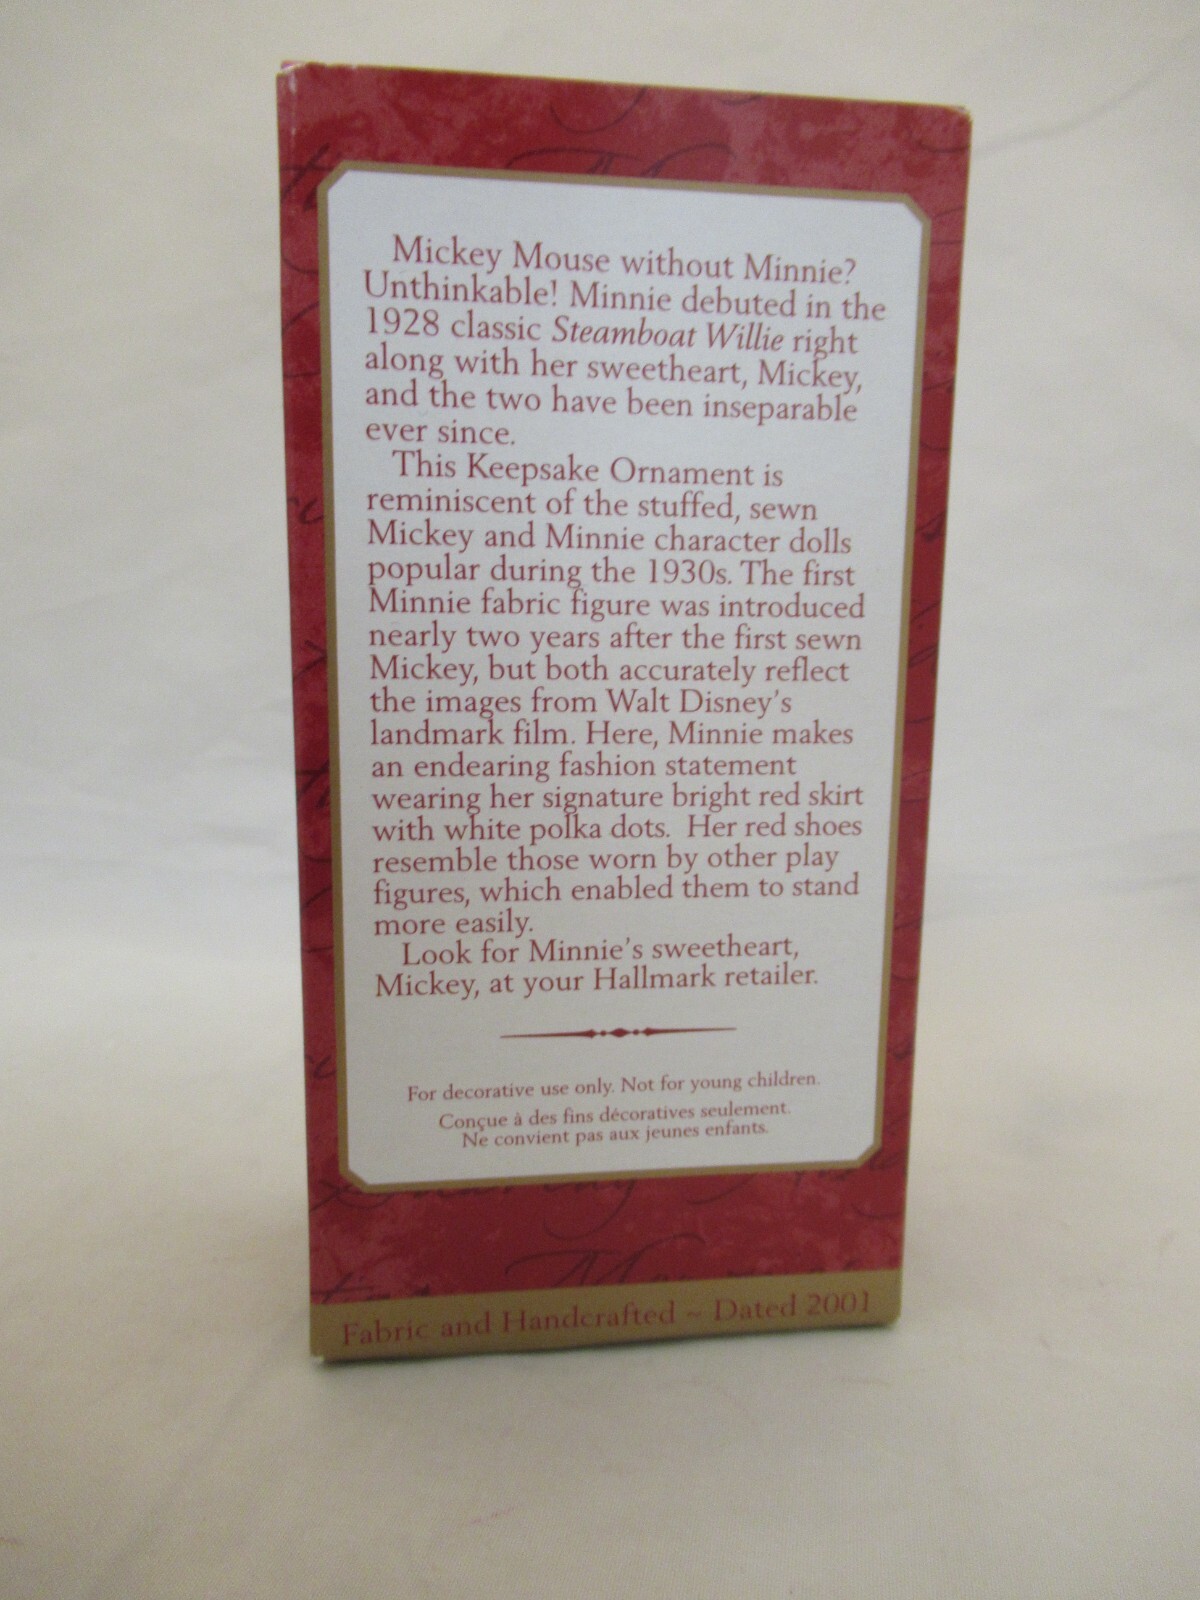 Mickey Mouse without Minnie?
Unthinkable! Minnie debuted in the
1928 classic Steamboat Willie right
along with her sweetheart, Mickey,
and the two have been inseparable
ever since.
This Keepsake Ornament is
reminiscent of the stuffed, sewn
Mickey and Minnie character dolls
popular during the 1930s. The first
Minnie fabric figure was introduced
nearly two years after the first sewn
Mickey, but both accurately reflect
the images from Walt Disney's
landmark film. Here, Minnie makes
an endearing fashion statement
wearing her signature bright red skirt
with white polka dots. Her red shoes
resemble those worn by other play
figures, which enabled them to stand
more easily.
Look for Minnie's sweetheart,
Mickey, at your Hallmark retailer.
For decorative use only. Not for young children.
Conçue à des fins décoratives seulement.
Ne convient pas aux jeunes enfants.
Fabric and Handcrafted ~ Dated 2001